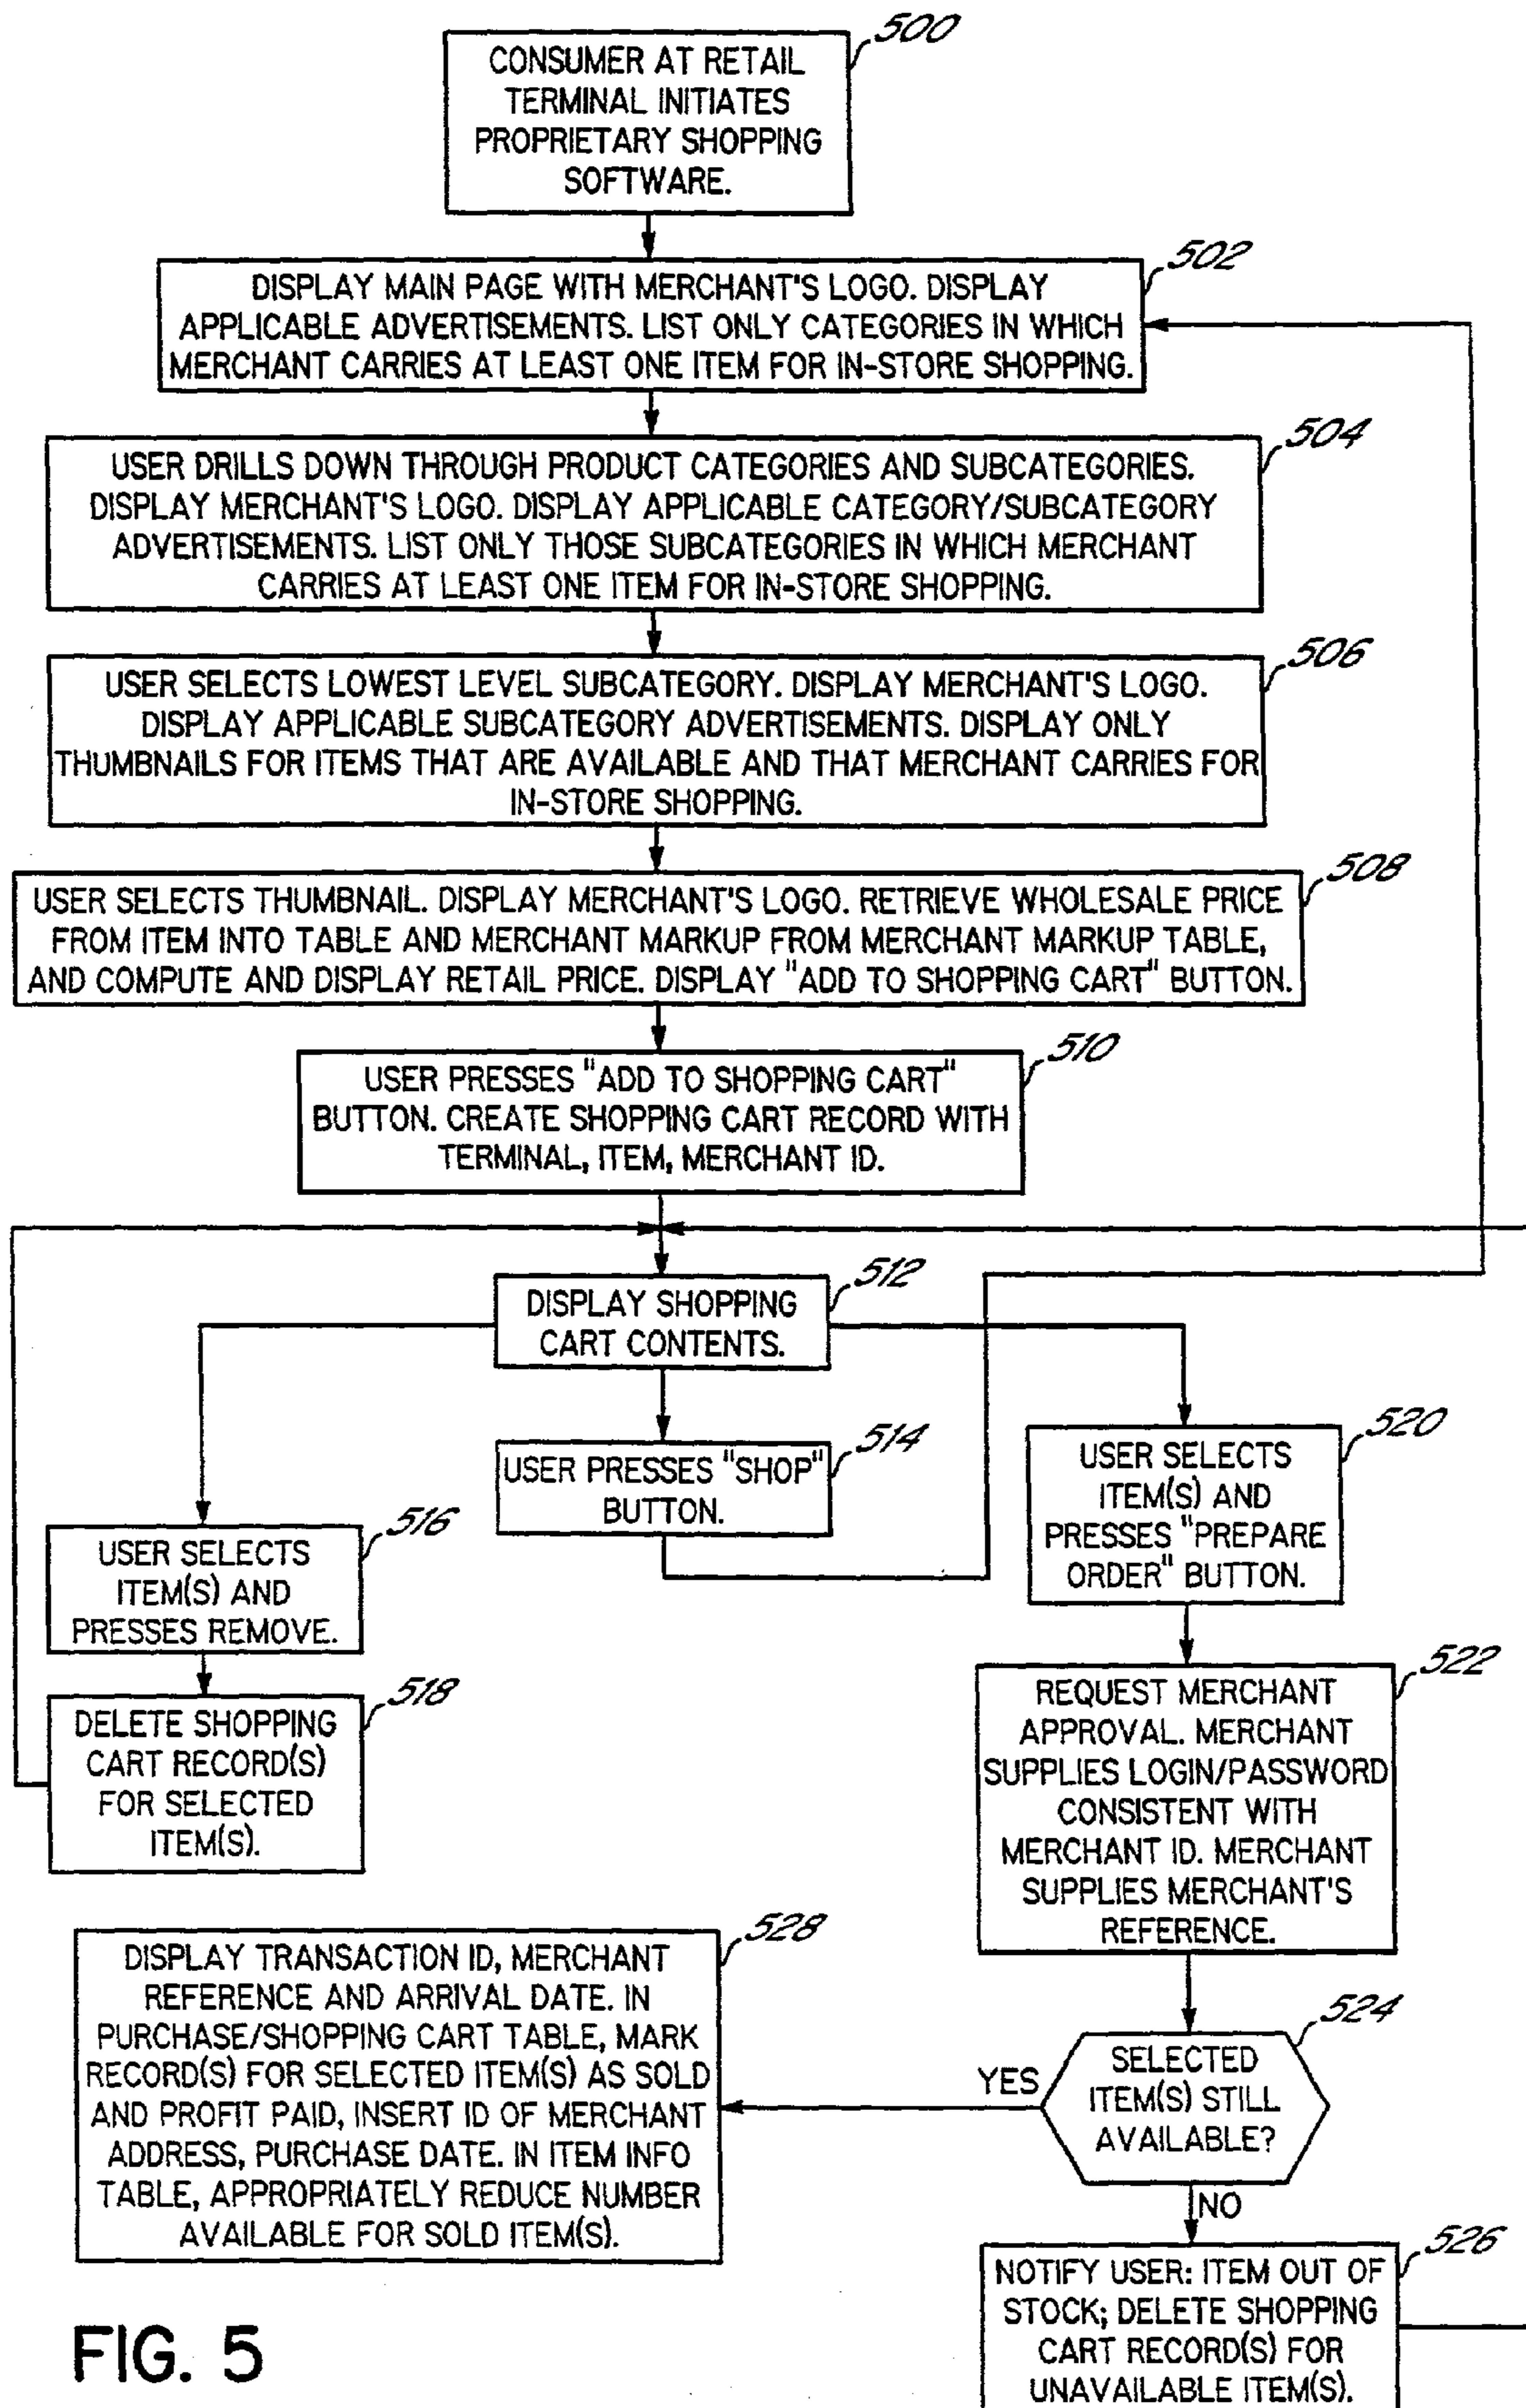 500
CONSUMER AT RETAIL
TERMINAL INITIATES
PROPRIETARY SHOPPING
SOFTWARE.
502
DISPLAY MAIN PAGE WITH MERCHANT'S LOGO. DISPLAY
APPLICABLE ADVERTISEMENTS. LIST ONLY CATEGORIES IN WHICH
MERCHANT CARRIES AT LEAST ONE ITEM FOR IN-STORE SHOPPING.
504
USER DRILLS DOWN THROUGH PRODUCT CATEGORIES AND SUBCATEGORIES.
DISPLAY MERCHANT'S LOGO. DISPLAY APPLICABLE CATEGORY/SUBCATEGORY
ADVERTISEMENTS. LIST ONLY THOSE SUBCATEGORIES IN WHICH MERCHANT
CARRIES AT LEAST ONE ITEM FOR IN-STORE SHOPPING.
506
USER SELECTS LOWEST LEVEL SUBCATEGORY. DISPLAY MERCHANT'S LOGO.
DISPLAY APPLICABLE SUBCATEGORY ADVERTISEMENTS. DISPLAY ONLY
THUMBNAILS FOR ITEMS THAT ARE AVAILABLE AND THAT MERCHANT CARRIES FOR
IN-STORE SHOPPING.
508
USER SELECTS THUMBNAIL. DISPLAY MERCHANT'S LOGO. RETRIEVE WHOLESALE PRICE
FROM ITEM INTO TABLE AND MERCHANT MARKUP FROM MERCHANT MARKUP TABLE,
AND COMPUTE AND DISPLAY RETAIL PRICE. DISPLAY "ADD TO SHOPPING CART" BUTTON.
510
USER PRESSES "ADD TO SHOPPING CART"
BUTTON. CREATE SHOPPING CART RECORD WITH
TERMINAL, ITEM, MERCHANT ID.
512
DISPLAY SHOPPING
CART CONTENTS.
514
USER PRESSES "SHOP"
BUTTON.
516
USER SELECTS
ITEM(S) AND
PRESSES REMOVE.
518
DELETE SHOPPING
CART RECORD(S)
FOR SELECTED
ITEM(S).
520
USER SELECTS
ITEM(S) AND
PRESSES "PREPARE
ORDER" BUTTON.
522
REQUEST MERCHANT
APPROVAL. MERCHANT
SUPPLIES LOGIN/PASSWORD
CONSISTENT WITH
MERCHANT ID. MERCHANT
SUPPLIES MERCHANT'S
REFERENCE.
524
SELECTED
ITEM(S) STILL
AVAILABLE?
YES
NO
528
DISPLAY TRANSACTION ID, MERCHANT
REFERENCE AND ARRIVAL DATE. IN
PURCHASE/SHOPPING CART TABLE, MARK
RECORD(S) FOR SELECTED ITEM(S) AS SOLD
AND PROFIT PAID, INSERT ID OF MERCHANT
ADDRESS, PURCHASE DATE. IN ITEM INFO
TABLE, APPROPRIATELY REDUCE NUMBER
AVAILABLE FOR SOLD ITEM(S).
526
NOTIFY USER: ITEM OUT OF
STOCK; DELETE SHOPPING
CART RECORD(S) FOR
UNAVAILABLE ITEM(S).
FIG. 5